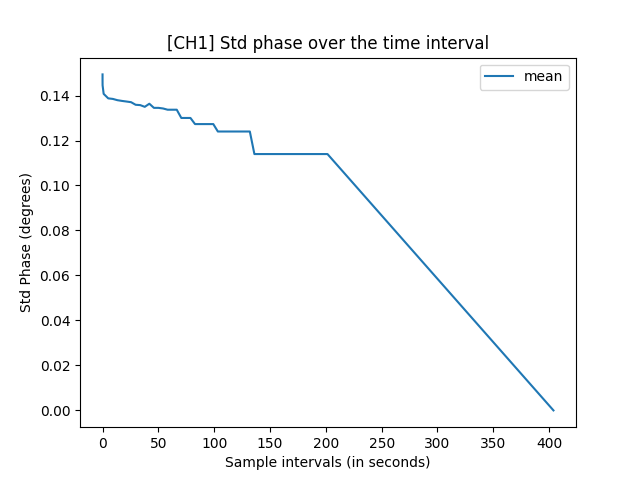 [CH1] Std phase over the time interval
mean
Std Phase (degrees)
0.14
0.12
0.10
0.08
0.06
0.04
0.02
0.00
0 50 100 150 200 250 300 350 400
Sample intervals (in seconds)